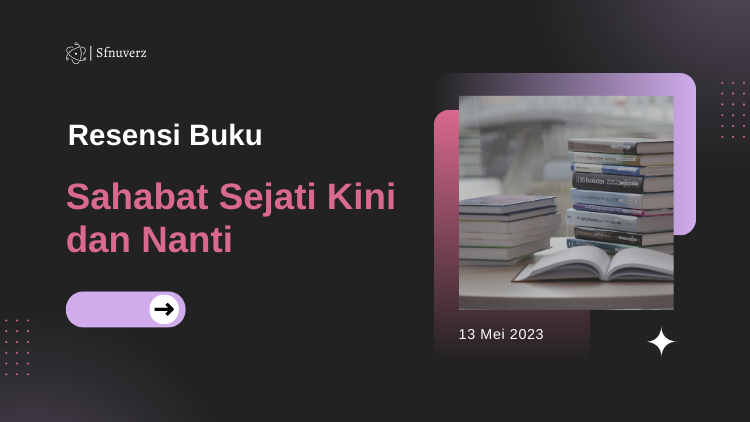 | Sfnuverz
Resensi Buku
Sahabat Sejati Kini
dan Nanti
13 Mei 2023